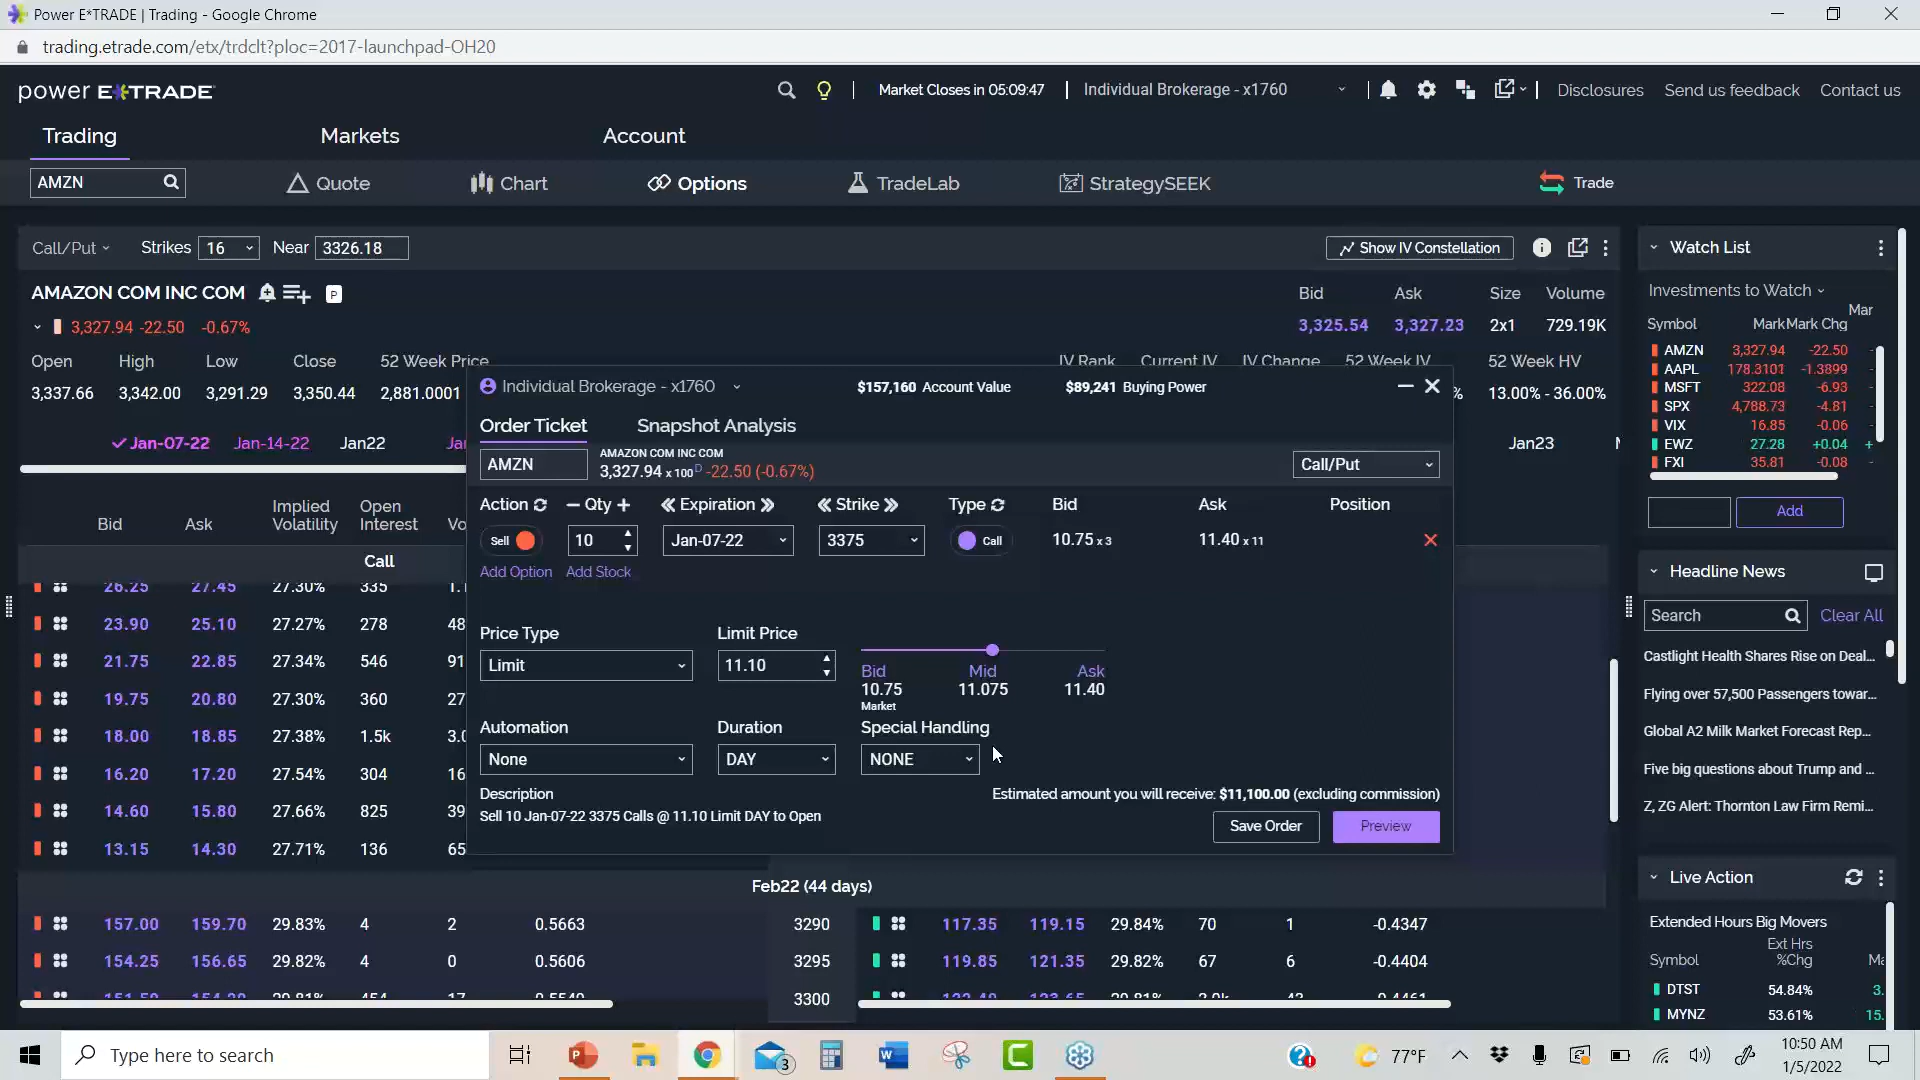 Power E*TRADE | Trading - Google Chrome
trading.etrade.com/etx/trdclt?ploc=2017-launchpad-OH20
power E*TRADE
Market Closes in 05:09:47
Individual Brokerage - x1760
Disclosures
Send us feedback
Contact us
Trading
Markets
Account
AMZN
Quote
Chart
Options
TradeLab
StrategySEEK
Trade
Call/Put
Strikes 16
Near 3326.18
Show IV Constellation
AMAZON COM INC COM
P
3,327.94 -22.50 -0.67%
Bid Ask Size Volume
3,325.54 3,327.23 2x1 729.19K
Open High Low Close 52 Week Price
IV Rank Current IV IV Change 52 Week IV 52 Week HV
3,337.66 3,342.00 3,291.29 3,350.44 2,881.0001
% 13.00% - 36.00%
Jan-07-22 Jan-14-22 Jan22 Ja
Jan23
Bid Ask Implied Volatility Open Interest Vo
Call
26.25 27.45 27.30% 335 1.1
23.90 25.10 27.27% 278 48
21.75 22.85 27.34% 546 91
19.75 20.80 27.30% 360 27
18.00 18.85 27.38% 1.5k 3.0
16.20 17.20 27.54% 304 16
14.60 15.80 27.66% 825 39
13.15 14.30 27.71% 136 65
Individual Brokerage - x1760
$157,160 Account Value
$89,241 Buying Power
Order Ticket
Snapshot Analysis
AMZN
AMAZON COM INC COM
3,327.94 x 100 D -22.50 (-0.67%)
Call/Put
Action Qty Expiration Strike Type Bid Ask Position
Sell 10 Jan-07-22 3375 Call 10.75 x 3 11.40 x 11
Add Option Add Stock
Price Type Limit Price
Limit 11.10
Bid Mid Ask
10.75 11.075 11.40
Market
Automation Duration Special Handling
None DAY NONE
Description
Estimated amount you will receive: $11,100.00 (excluding commission)
Sell 10 Jan-07-22 3375 Calls @ 11.10 Limit DAY to Open
Save Order
Preview
Feb22 (44 days)
157.00 159.70 29.83% 4 2 0.5663 3290 117.35 119.15 29.84% 70 1 -0.4347
154.25 156.65 29.82% 4 0 0.5606 3295 119.85 121.35 29.82% 67 6 -0.4404
3300
Watch List
Investments to Watch
Mar
Symbol Mark Mark Chg
AMZN 3,327.94 -22.50
AAPL 178.3101 -1.3899
MSFT 322.08 -6.93
SPX 4,788.73 -4.81
VIX 16.85 -0.06
EWZ 27.28 +0.04 +
FXI 35.81 -0.08
Add
Headline News
Search
Clear All
Castlight Health Shares Rise on Deal...
Flying over 57,500 Passengers towar...
Global A2 Milk Market Forecast Rep...
Five big questions about Trump and ...
Z, ZG Alert: Thornton Law Firm Remi...
Live Action
Extended Hours Big Movers
Symbol Ext Hrs %Chg
DTST 54.84% 3.
MYNZ 53.61% 15.
Type here to search
3
77°F
10:50 AM
1/5/2022